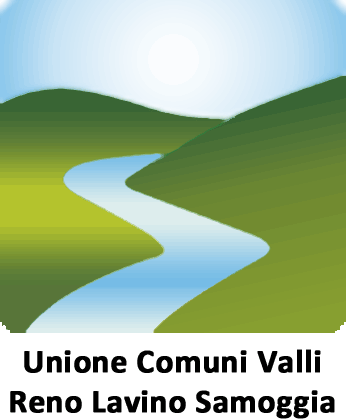 Unione Comuni Valli
Reno Lavino Samoggia